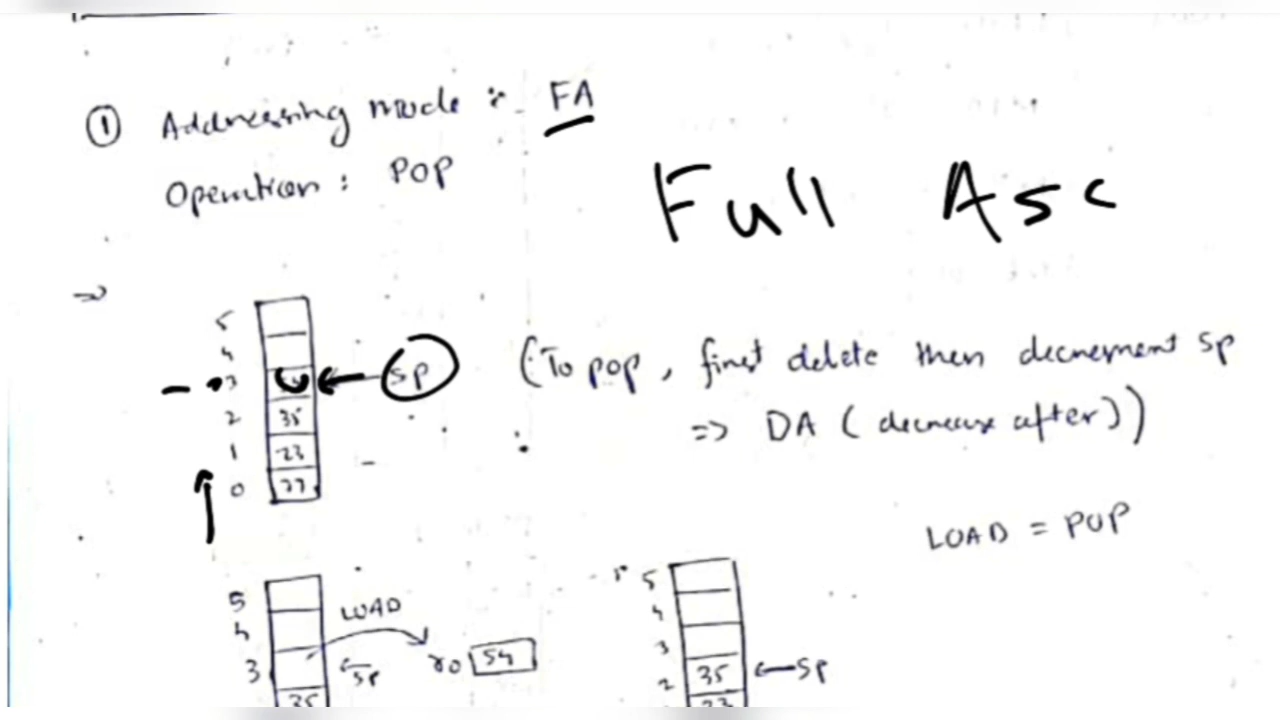 ① Addressing mode : FA
Operation : POP
Full Asc
⇒
5
4
3 ← SP
2 35
1 23
0 77
(To pop, first delete then decrement SP
⇒ DA (decrease after))
LOAD = POP
5
4 LOAD
3 ← SP r0 54
35
5
4
3
2 35 ← SP
23